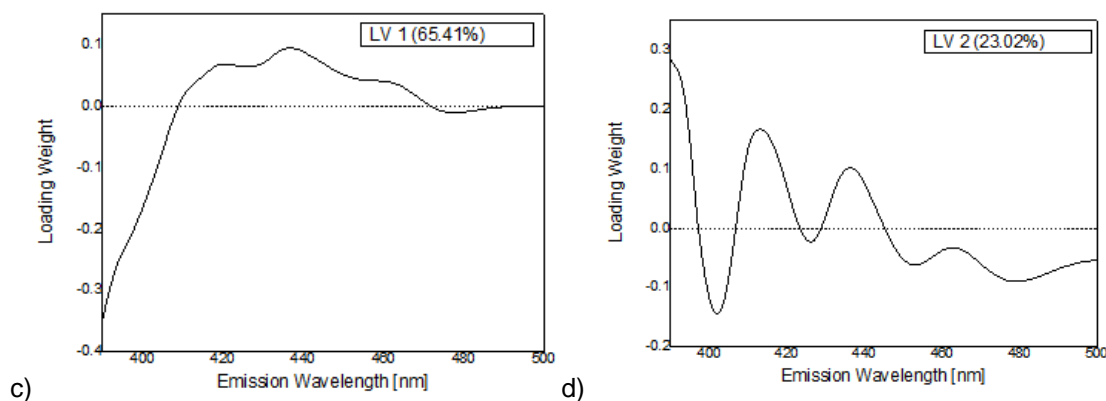 LV 1 (65.41%)
0.1
0.0
-0.1
-0.2
-0.3
-0.4
Loading Weight
400 420 440 460 480 500
Emission Wavelength [nm]
c)
LV 2 (23.02%)
0.3
0.2
0.1
0.0
-0.1
-0.2
Loading Weight
400 420 440 460 480 500
Emission Wavelength [nm]
d)